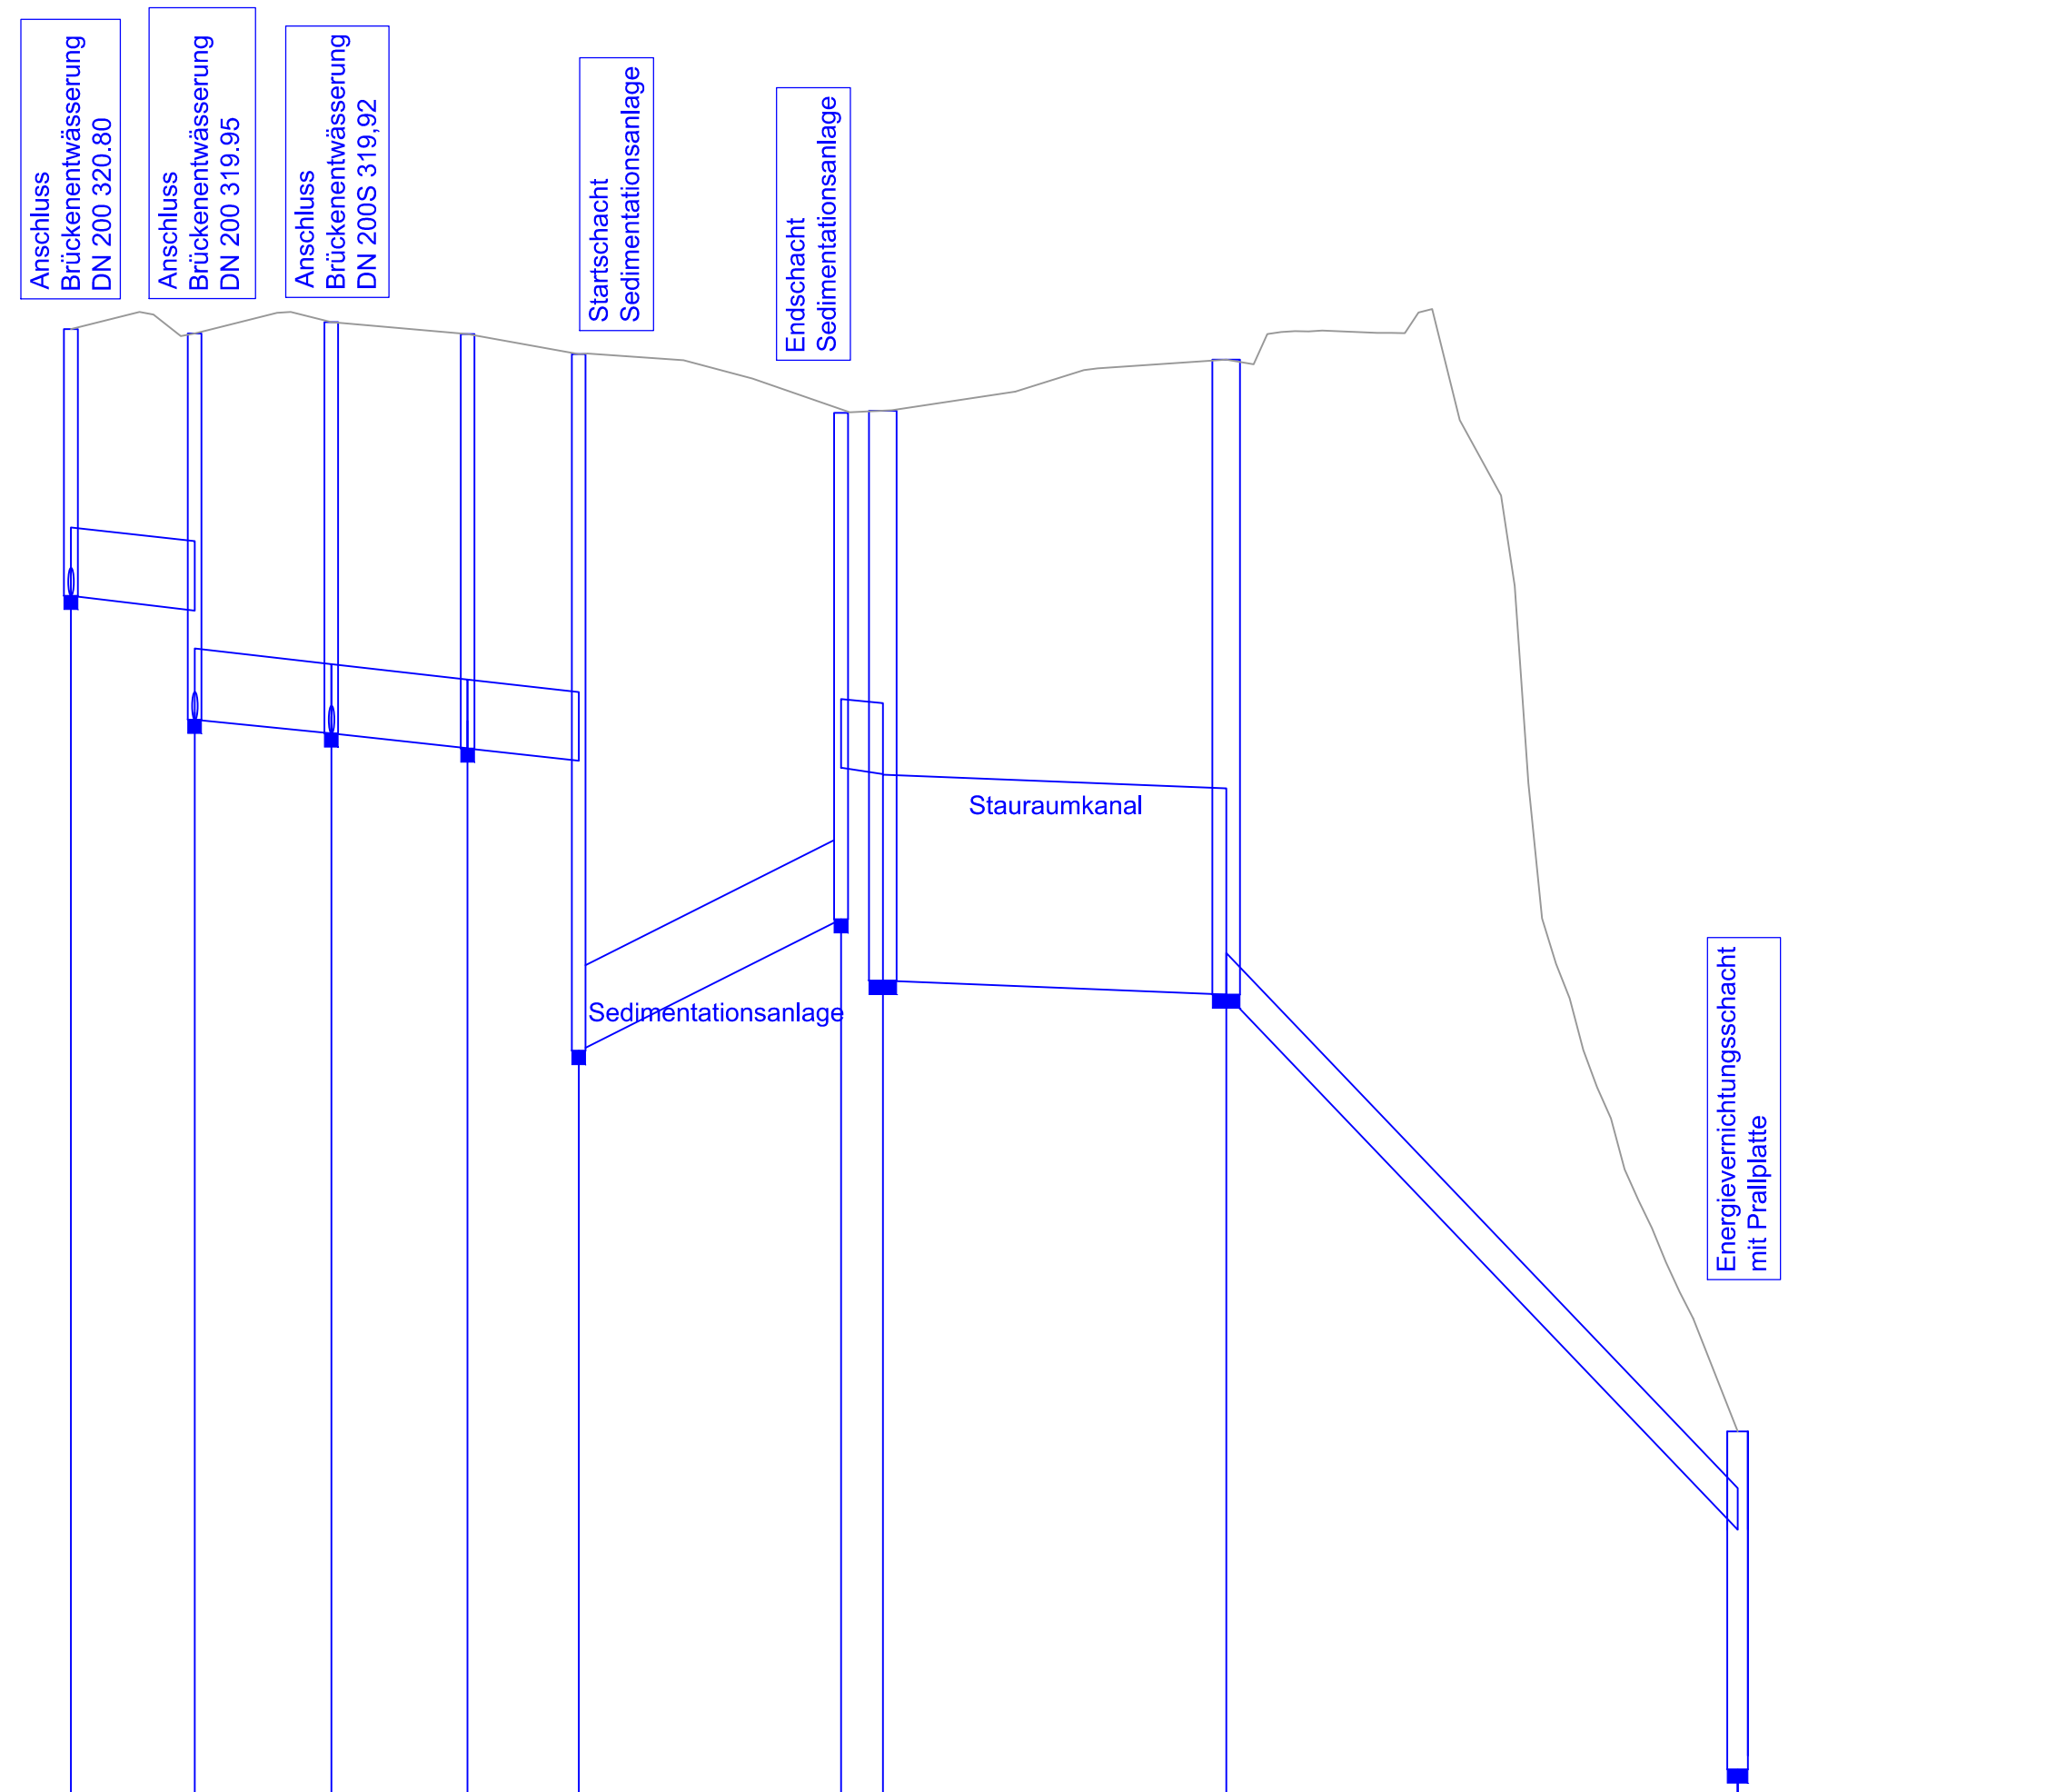 Anschluss
Brückenentwässerung
DN 200 320.80
Anschluss
Brückenentwässerung
DN 200 319.95
Anschluss
Brückenentwässerung
DN 200S 319,92
Startschacht
Sedimentationsanlage
Endschacht
Sedimentationsanlage
Stauraumkanal
Sedimentationsanlage
Energievernichtungsschacht
mit Prallplatte